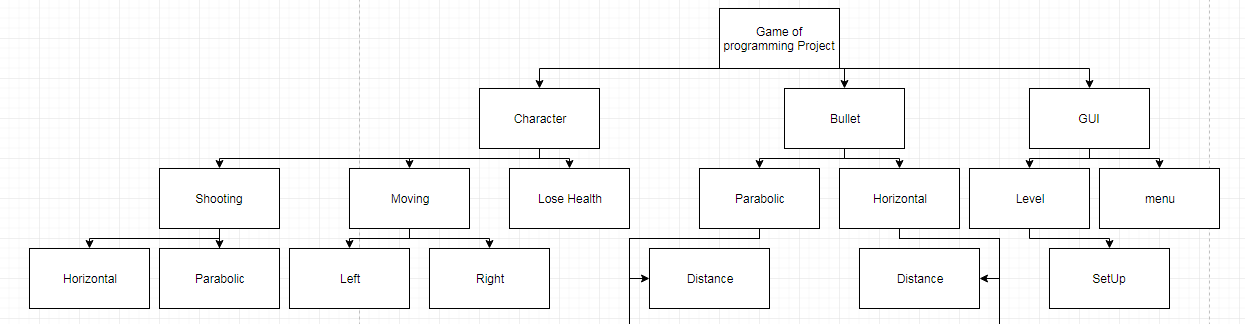 Game of
programming Project
Character
Bullet
GUI
Shooting
Moving
Lose Health
Parabolic
Horizontal
Level
menu
Horizontal
Parabolic
Left
Right
Distance
Distance
SetUp